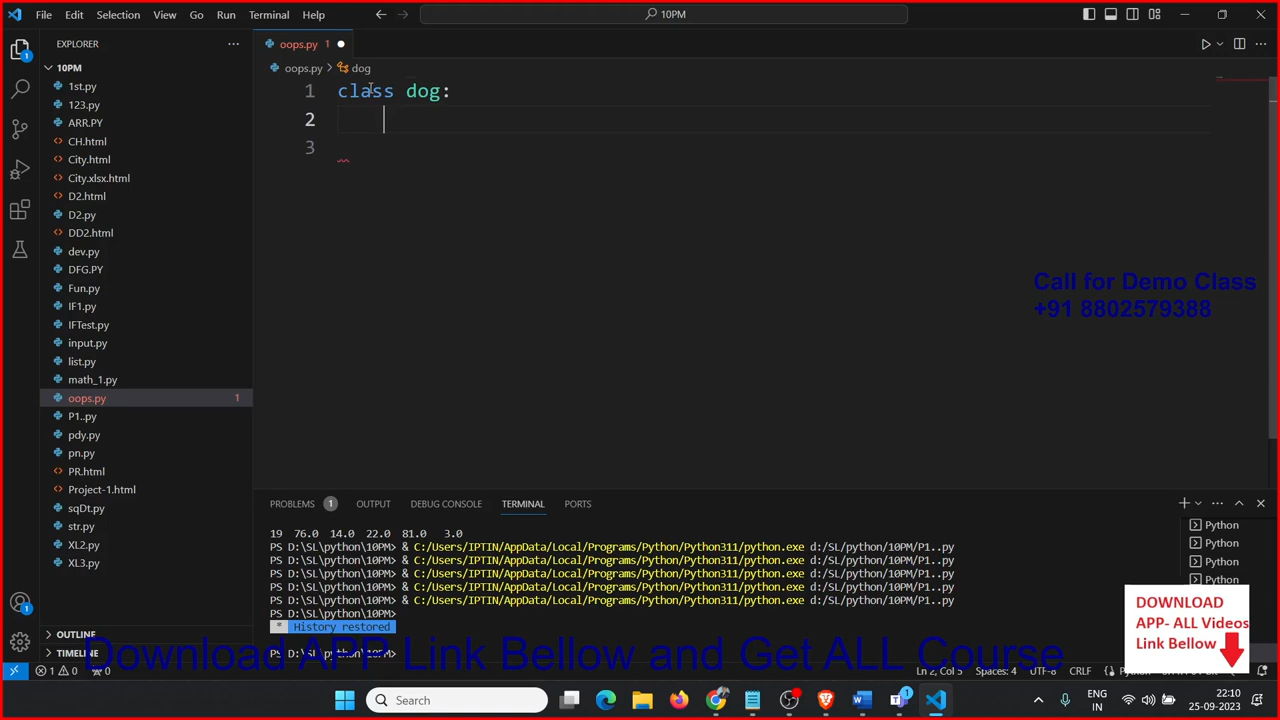 File Edit Selection View Go Run Terminal Help 10PM
EXPLORER
oops.py 1
10PM
oops.py > dog
1st.py
123.py
ARR.PY
CH.html
City.html
City.xlsx.html
D2.html
D2.py
DD2.html
dev.py
DFG.PY
Fun.py
IF1.py
IFTest.py
input.py
list.py
math_1.py
oops.py 1
P1..py
pdy.py
pn.py
PR.html
Project-1.html
sqDt.py
str.py
XL2.py
XL3.py
OUTLINE
TIMELINE
1 class dog:
2
3
Call for Demo Class
+91 8802579388
PROBLEMS 1 OUTPUT DEBUG CONSOLE TERMINAL PORTS
19 76.0 14.0 22.0 81.0 3.0
PS D:\SL\python\10PM> & C:/Users/IPTIN/AppData/Local/Programs/Python/Python311/python.exe d:/SL/python/10PM/P1..py
PS D:\SL\python\10PM> & C:/Users/IPTIN/AppData/Local/Programs/Python/Python311/python.exe d:/SL/python/10PM/P1..py
PS D:\SL\python\10PM> & C:/Users/IPTIN/AppData/Local/Programs/Python/Python311/python.exe d:/SL/python/10PM/P1..py
PS D:\SL\python\10PM> & C:/Users/IPTIN/AppData/Local/Programs/Python/Python311/python.exe d:/SL/python/10PM/P1..py
PS D:\SL\python\10PM> & C:/Users/IPTIN/AppData/Local/Programs/Python/Python311/python.exe d:/SL/python/10PM/P1..py
PS D:\SL\python\10PM>
* History restored
PS D:\SL\python\10PM>
Python
Python
Python
Python
DOWNLOAD
APP- ALL Videos
Link Bellow
Download APP Link Bellow and Get ALL Course
1 0 0 Ln 2, Col 5 Spaces: 4 UTF-8 CRLF Python
Search
ENG
IN
22:10
25-09-2023